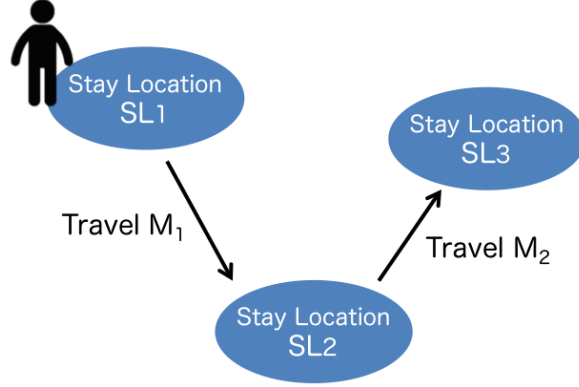 Stay Location
SL1
Stay Location
SL3
Travel M1
Travel M2
Stay Location
SL2